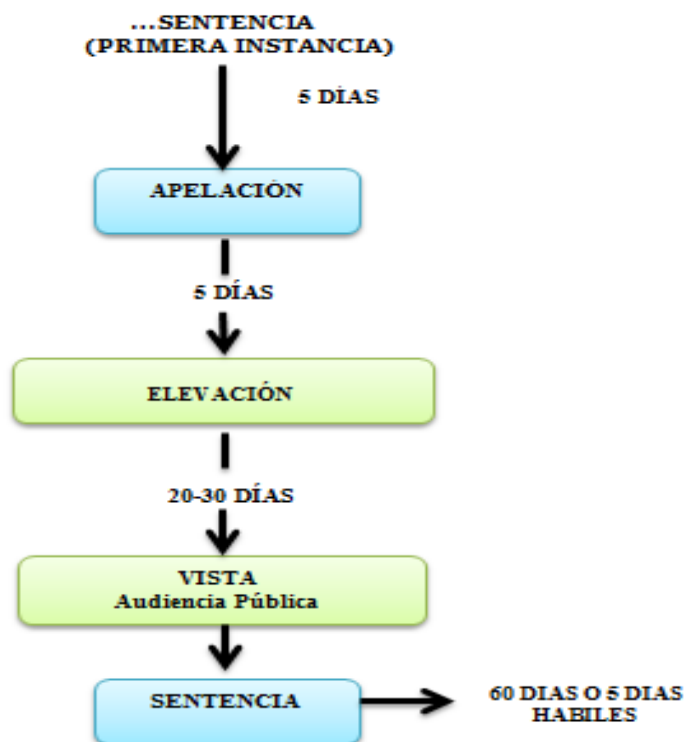 ...SENTENCIA
(PRIMERA INSTANCIA)
5 DÍAS
APELACIÓN
5 DÍAS
ELEVACIÓN
20-30 DÍAS
VISTA
Audiencia Pública
SENTENCIA
60 DIAS O 5 DIAS
HABILES